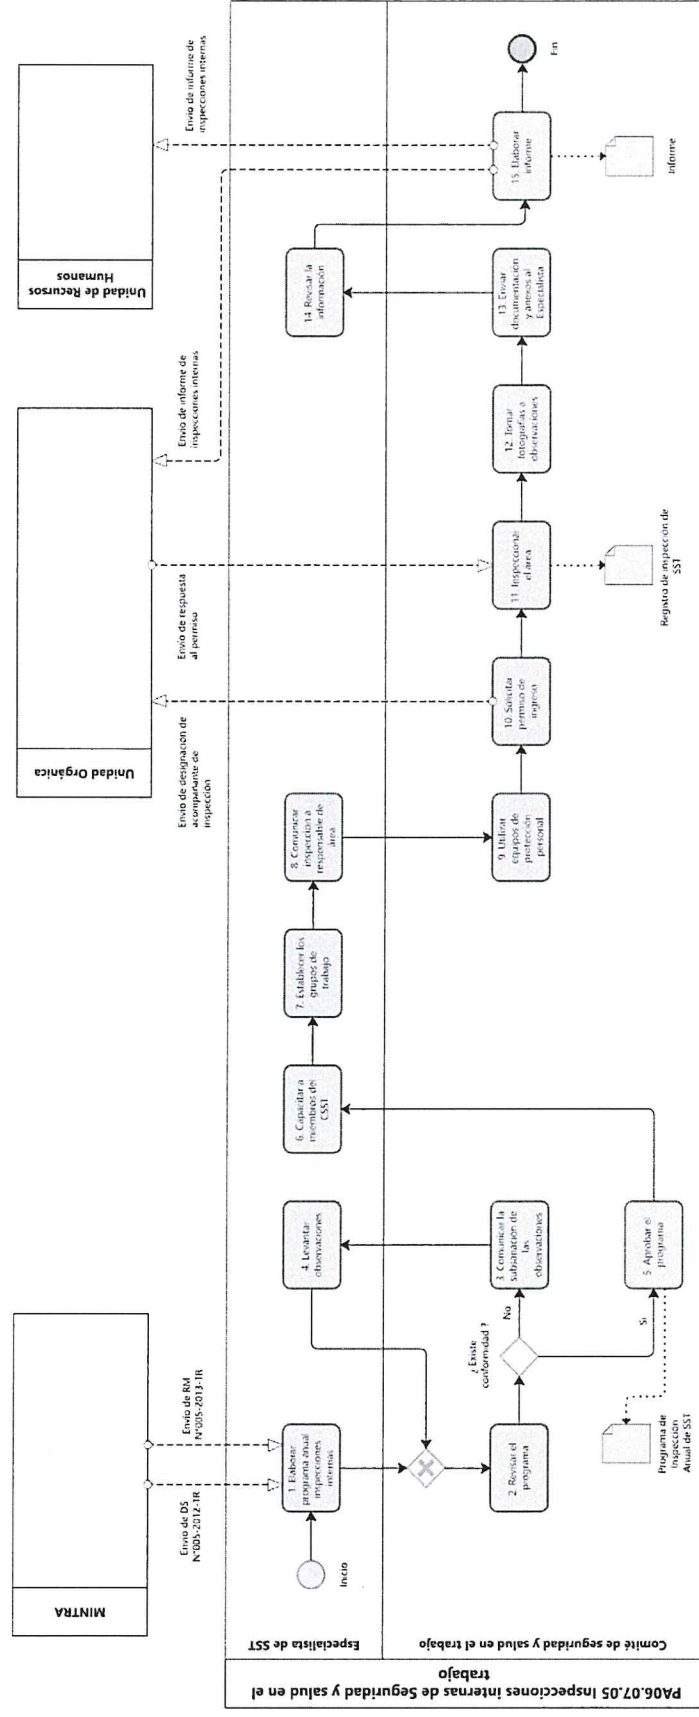 PA06.07.05 Inspecciones internas de Seguridad y salud en el
trabajo
Especialista de SST
Comité de seguridad y salud en el trabajo
MINTRA
Unidad Orgánica
Unidad de Recursos
Humanos
Envio de DS
N°005-2012-TR
Envio de RM
N°005-2013-TR
Inicio
1. Elaborar
programa anual
inspecciones
internas
2. Revisar el
programa
¿ Existe
conformidad ?
No
Si
3. Comunicar la
subsanación de
las
observaciones
4. Levantar
observaciones
5. Aprobar el
programa
Programa de
Inspección
Anual de SST
6. Capacitar a
miembros del
CSST
7. Establecer los
grupos de
trabajo
8. Comunicar
inspeccion a
responsable de
área
9. Utilizar
equipos de
protección
personal
10. Solicitar
permiso de
ingreso
Envio de designación de
acompañante de
inspección
Envio de respuesta
al permiso
11. Inspeccionar
el área
Registro de inspección de
SST
12. Tomar
fotografías a
observaciones
13. Enviar
documentación
y anexos al
Especialista
14. Revisar la
información
15. Elaborar
informe
Envio de informe de
inspecciones internas
Envio de informe de
inspecciones internas
Informe
Fin